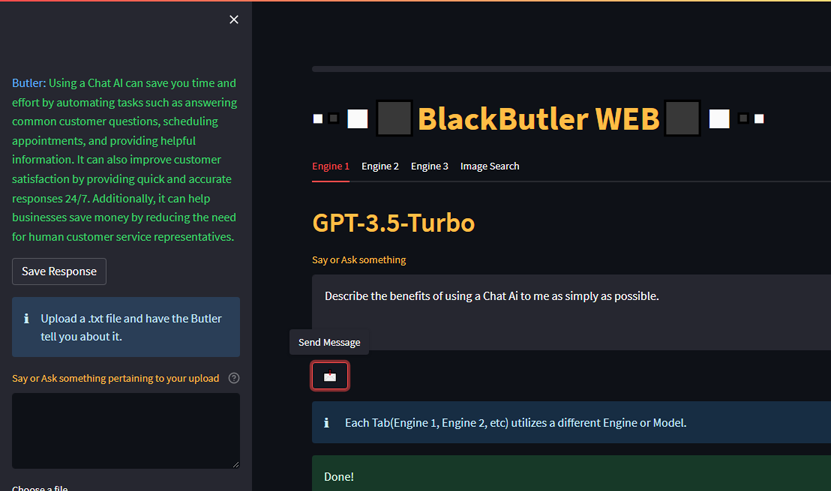 Butler: Using a Chat AI can save you time and
effort by automating tasks such as answering
common customer questions, scheduling
appointments, and providing helpful
information. It can also improve customer
satisfaction by providing quick and accurate
responses 24/7. Additionally, it can help
businesses save money by reducing the need
for human customer service representatives.
Save Response
Upload a .txt file and have the Butler
tell you about it.
Say or Ask something pertaining to your upload
Choose a file
BlackButler WEB
Engine 1 Engine 2 Engine 3 Image Search
GPT-3.5-Turbo
Say or Ask something
Describe the benefits of using a Chat Ai to me as simply as possible.
Send Message
Each Tab(Engine 1, Engine 2, etc) utilizes a different Engine or Model.
Done!